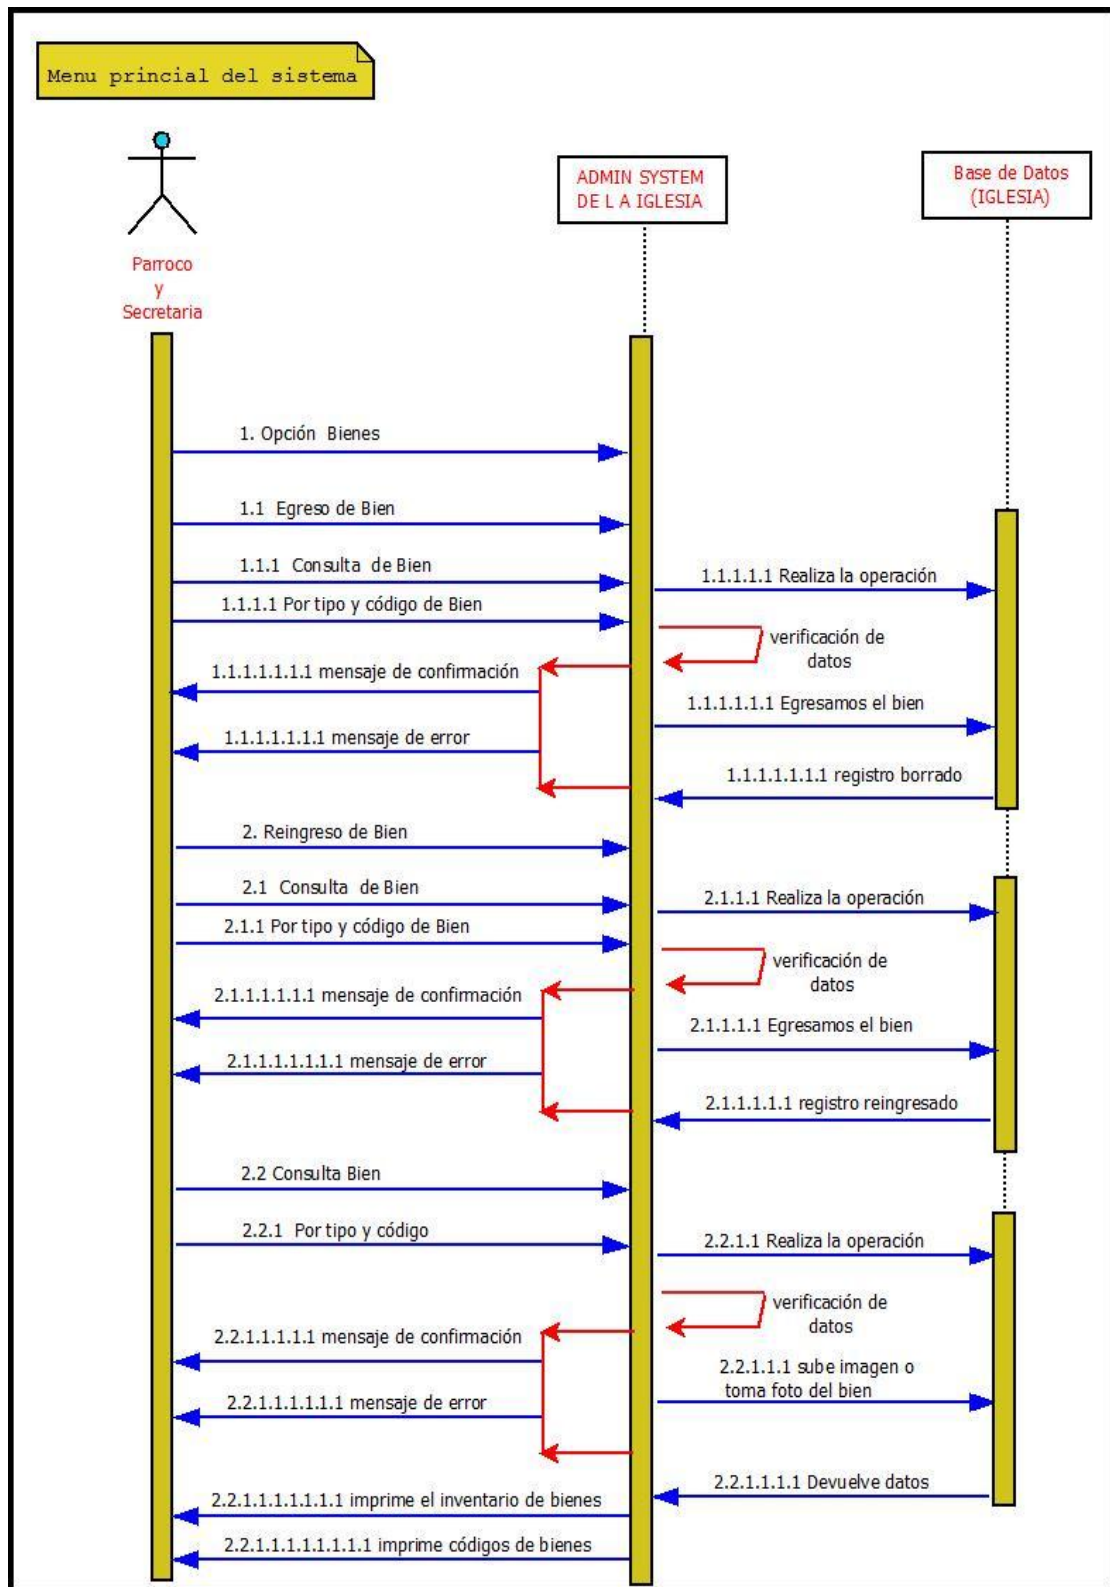 Menu princial del sistema
ADMIN SYSTEM
DE L A IGLESIA
Base de Datos
(IGLESIA)
Parroco
y
Secretaria
1. Opción Bienes
1.1 Egreso de Bien
1.1.1 Consulta de Bien
1.1.1.1.1 Realiza la operación
1.1.1.1 Por tipo y código de Bien
verificación de
datos
1.1.1.1.1.1.1 mensaje de confirmación
1.1.1.1.1.1 Egresamos el bien
1.1.1.1.1.1.1 mensaje de error
1.1.1.1.1.1.1 registro borrado
2. Reingreso de Bien
2.1 Consulta de Bien
2.1.1.1 Realiza la operación
2.1.1 Por tipo y código de Bien
verificación de
datos
2.1.1.1.1.1.1 mensaje de confirmación
2.1.1.1.1 Egresamos el bien
2.1.1.1.1.1.1.1 mensaje de error
2.1.1.1.1.1 registro reingresado
2.2 Consulta Bien
2.2.1 Por tipo y código
2.2.1.1 Realiza la operación
verificación de
datos
2.2.1.1.1.1.1 mensaje de confirmación
2.2.1.1.1 sube imagen o
toma foto del bien
2.2.1.1.1.1.1.1 mensaje de error
2.2.1.1.1.1 Devuelve datos
2.2.1.1.1.1.1.1.1 imprime el inventario de bienes
2.2.1.1.1.1.1.1.1.1 imprime códigos de bienes